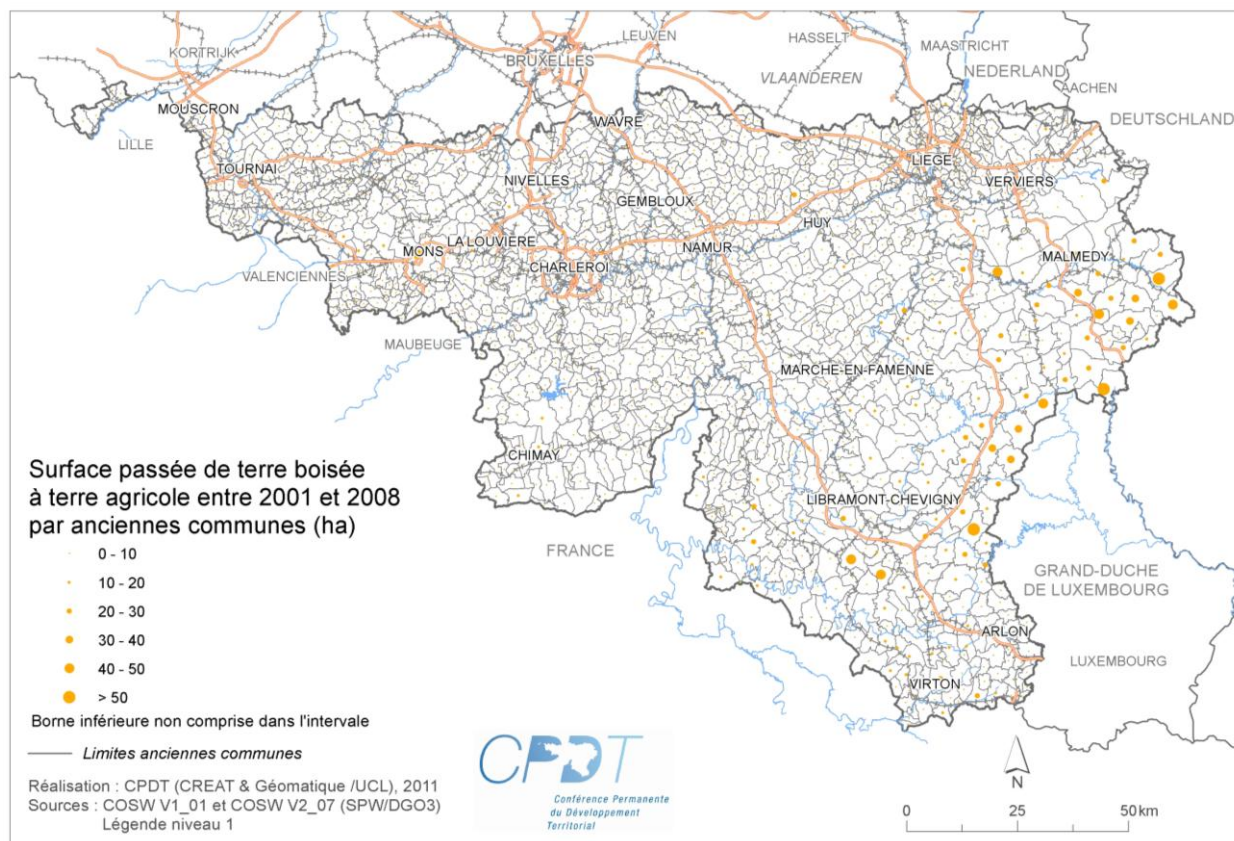 KORTRIJK
LEUVEN
HASSELT
MAASTRICHT
BRUXELLES
VLAANDEREN
NEDERLAND
AACHEN
MOUSCRON
WAVRE
DEUTSCHLAND
LILLE
TOURNAI
LIEGE
NIVELLES
VERVIERS
GEMBLOUX
HUY
MONS
LA LOUVIERE
NAMUR
MALMEDY
CHARLEROI
VALENCIENNES
MAUBEUGE
MARCHE-EN-FAMENNE
CHIMAY
LIBRAMONT-CHEVIGNY
FRANCE
GRAND-DUCHE
DE LUXEMBOURG
ARLON
LUXEMBOURG
VIRTON
Surface passée de terre boisée
à terre agricole entre 2001 et 2008
par anciennes communes (ha)
0 - 10
10 - 20
20 - 30
30 - 40
40 - 50
> 50
Borne inférieure non comprise dans l'intervale
Limites anciennes communes
Réalisation : CPDT (CREAT & Géomatique /UCL), 2011
Sources : COSW V1_01 et COSW V2_07 (SPW/DGO3)
Légende niveau 1
CPDT
Conférence Permanente
du Développement
Territorial
N
0 25 50 km